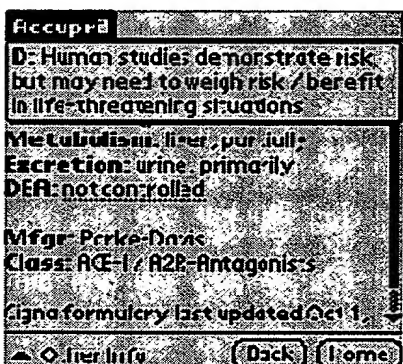 Accupril
D: Human studies demonstrate risk,
but may need to weigh risk / benefit
in life-threatening situations
Metabolism: liver, partially
Excretion: urine, primarily
DEA: not controlled
Mfgr: Parke-Davis
Class: ACE-I / A2R-Antagonists
Cigna formulary last updated Oct 1,
Back
Home